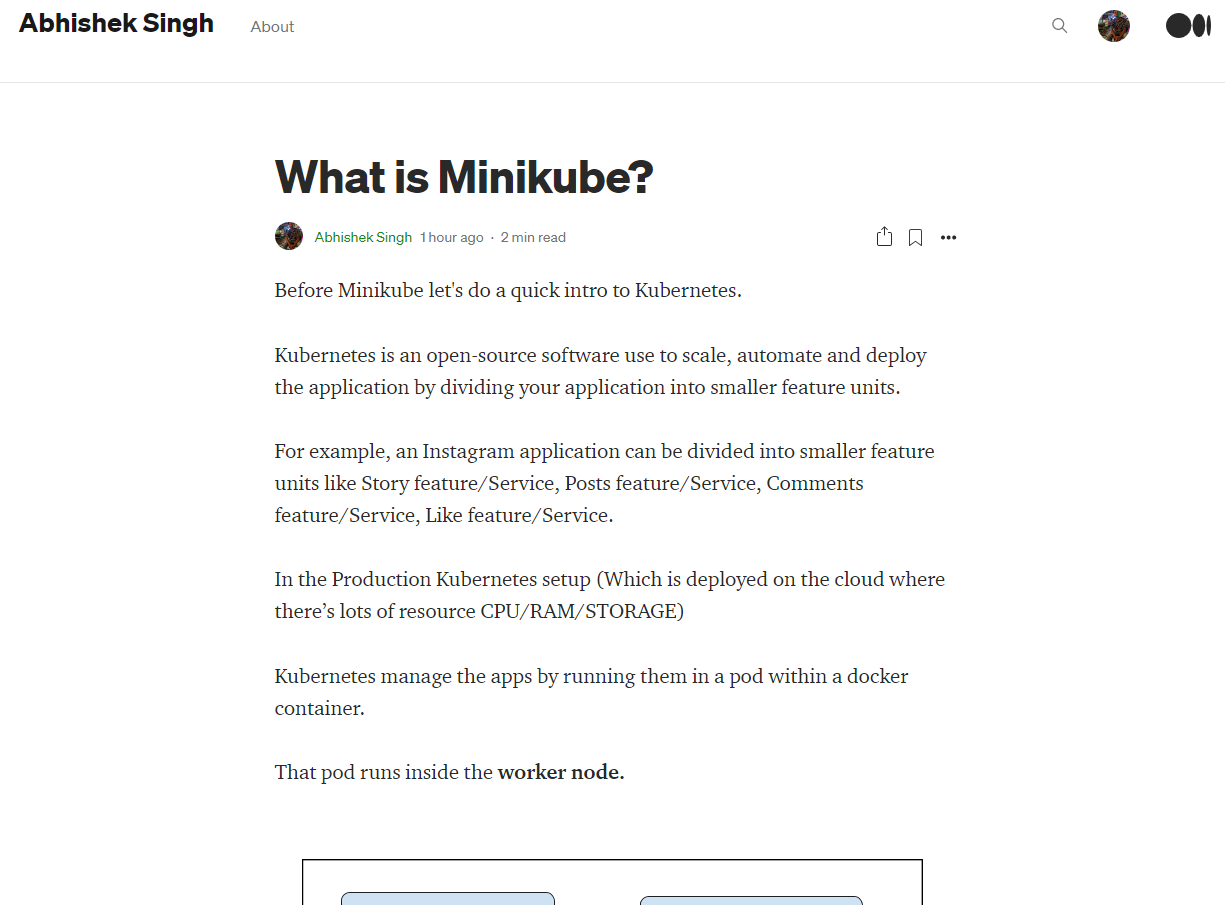 Abhishek Singh
About
What is Minikube?
Abhishek Singh 1 hour ago · 2 min read
Before Minikube let's do a quick intro to Kubernetes.
Kubernetes is an open-source software use to scale, automate and deploy
the application by dividing your application into smaller feature units.
For example, an Instagram application can be divided into smaller feature
units like Story feature/Service, Posts feature/Service, Comments
feature/Service, Like feature/Service.
In the Production Kubernetes setup (Which is deployed on the cloud where
there’s lots of resource CPU/RAM/STORAGE)
Kubernetes manage the apps by running them in a pod within a docker
container.
That pod runs inside the worker node.